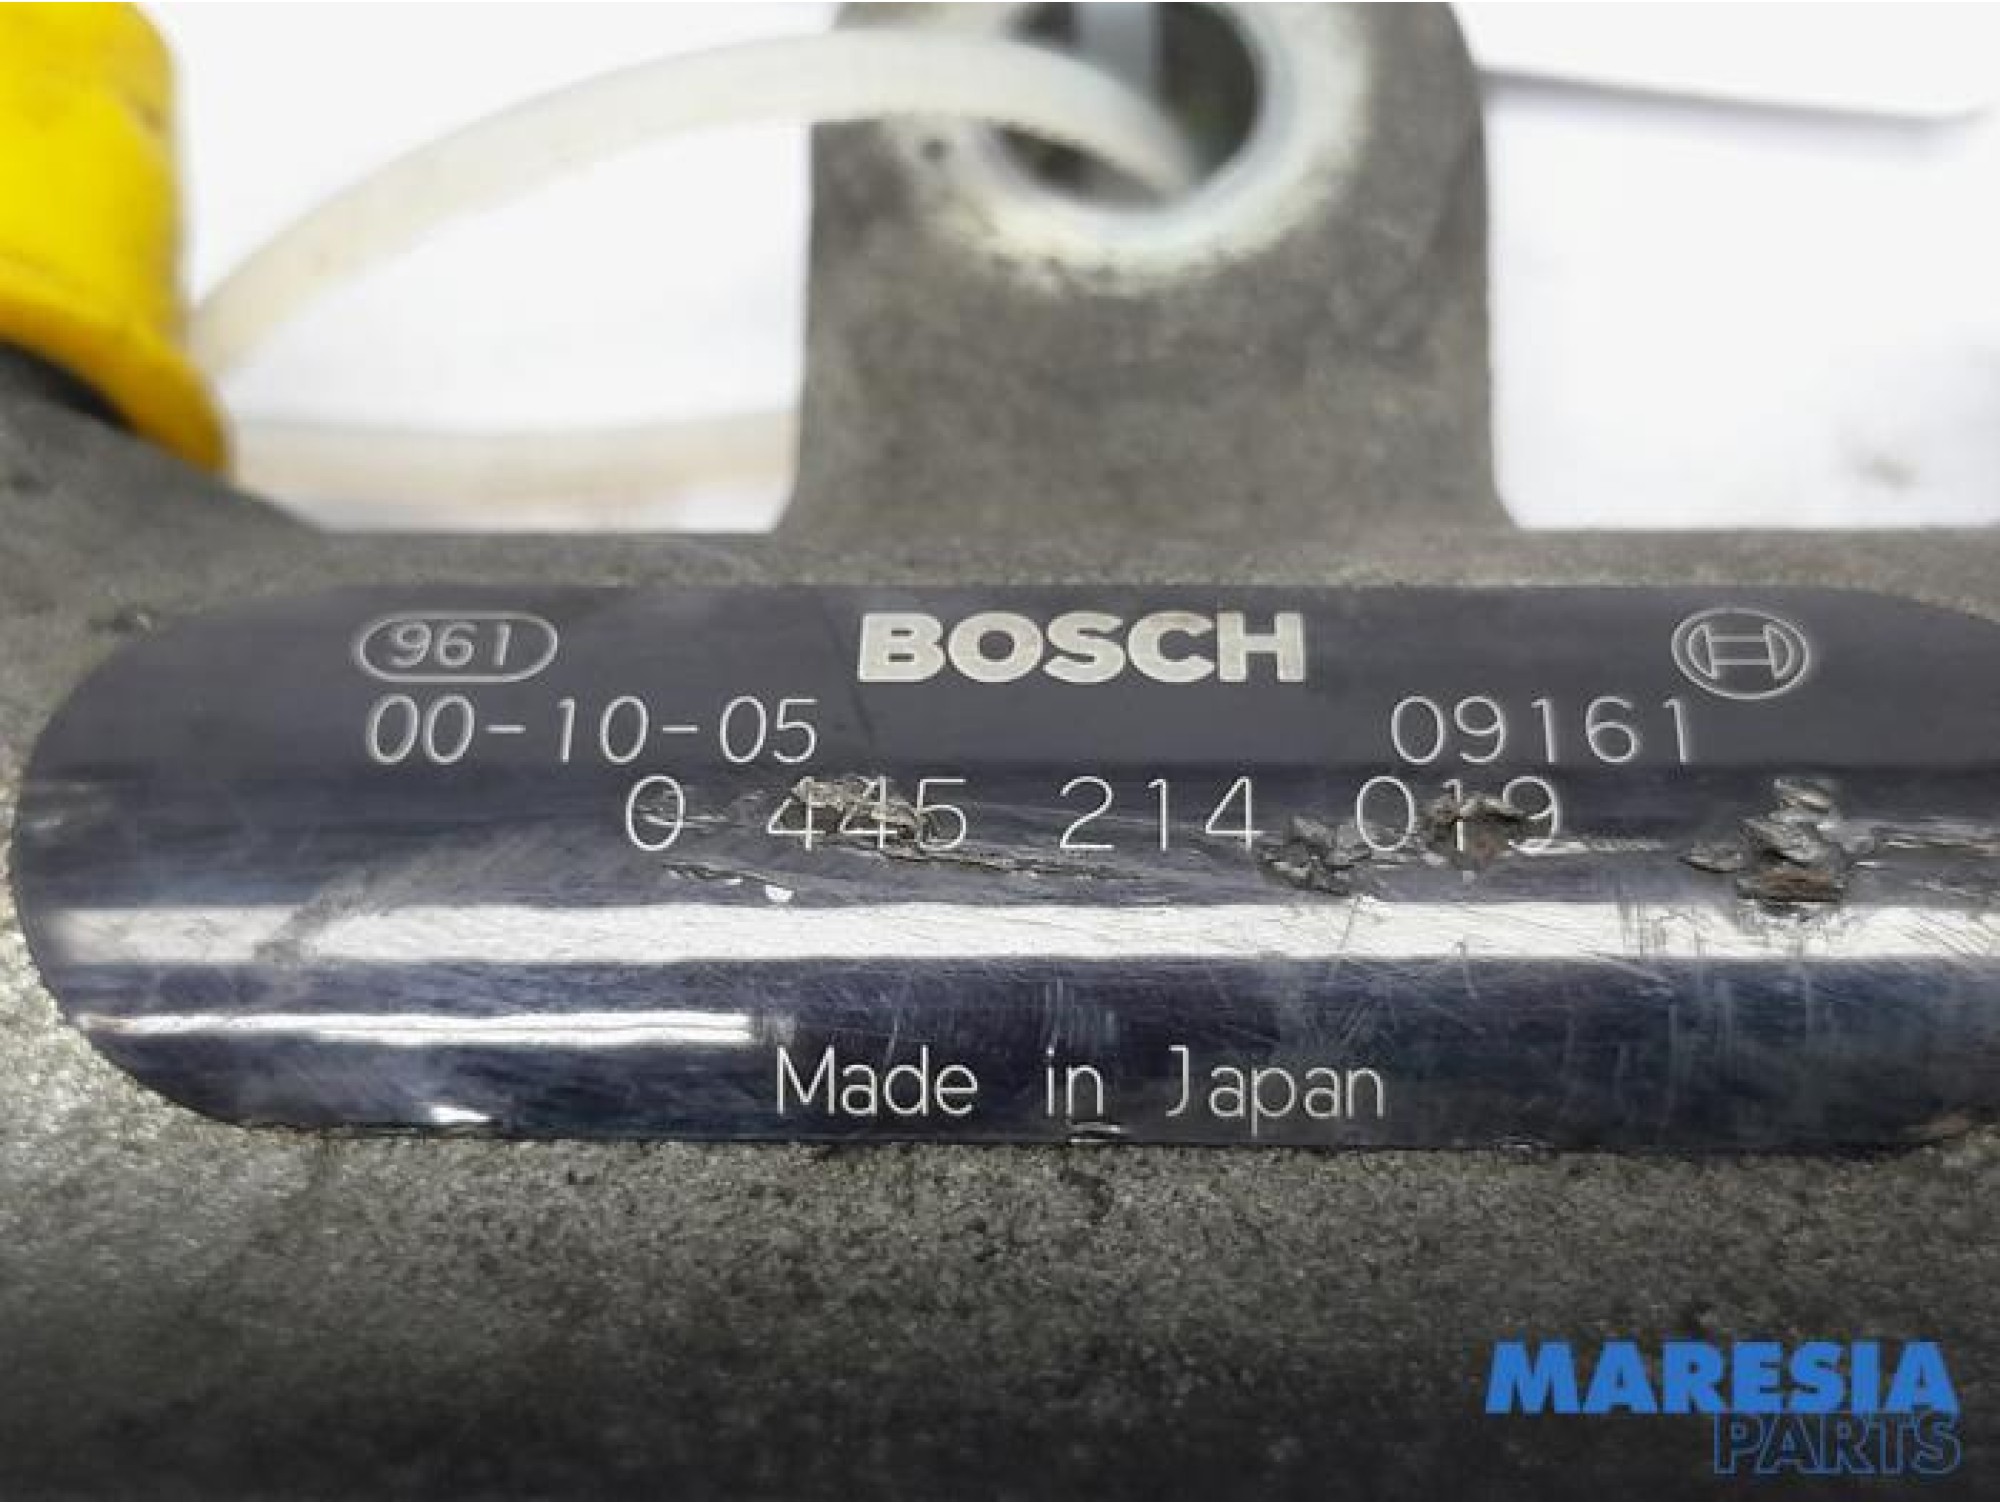 961 BOSCH
00-10-05 09161
0 445 214 019
Made in Japan
MARESIA
PARTS